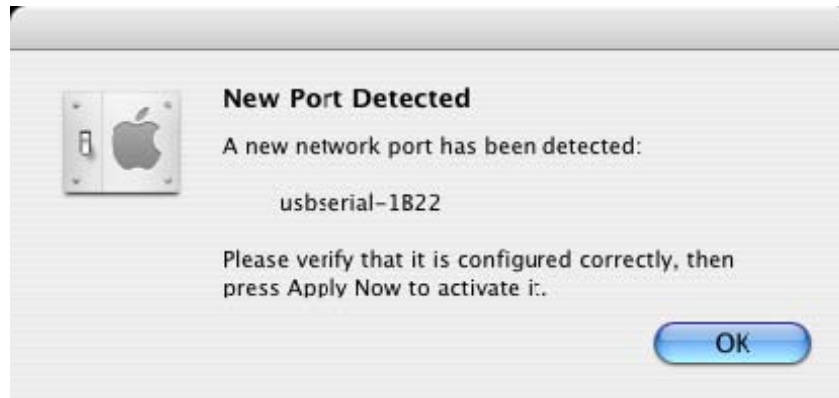 New Port Detected
A new network port has been detected:
usbserial-1B22
Please verify that it is configured correctly, then
press Apply Now to activate it.
OK